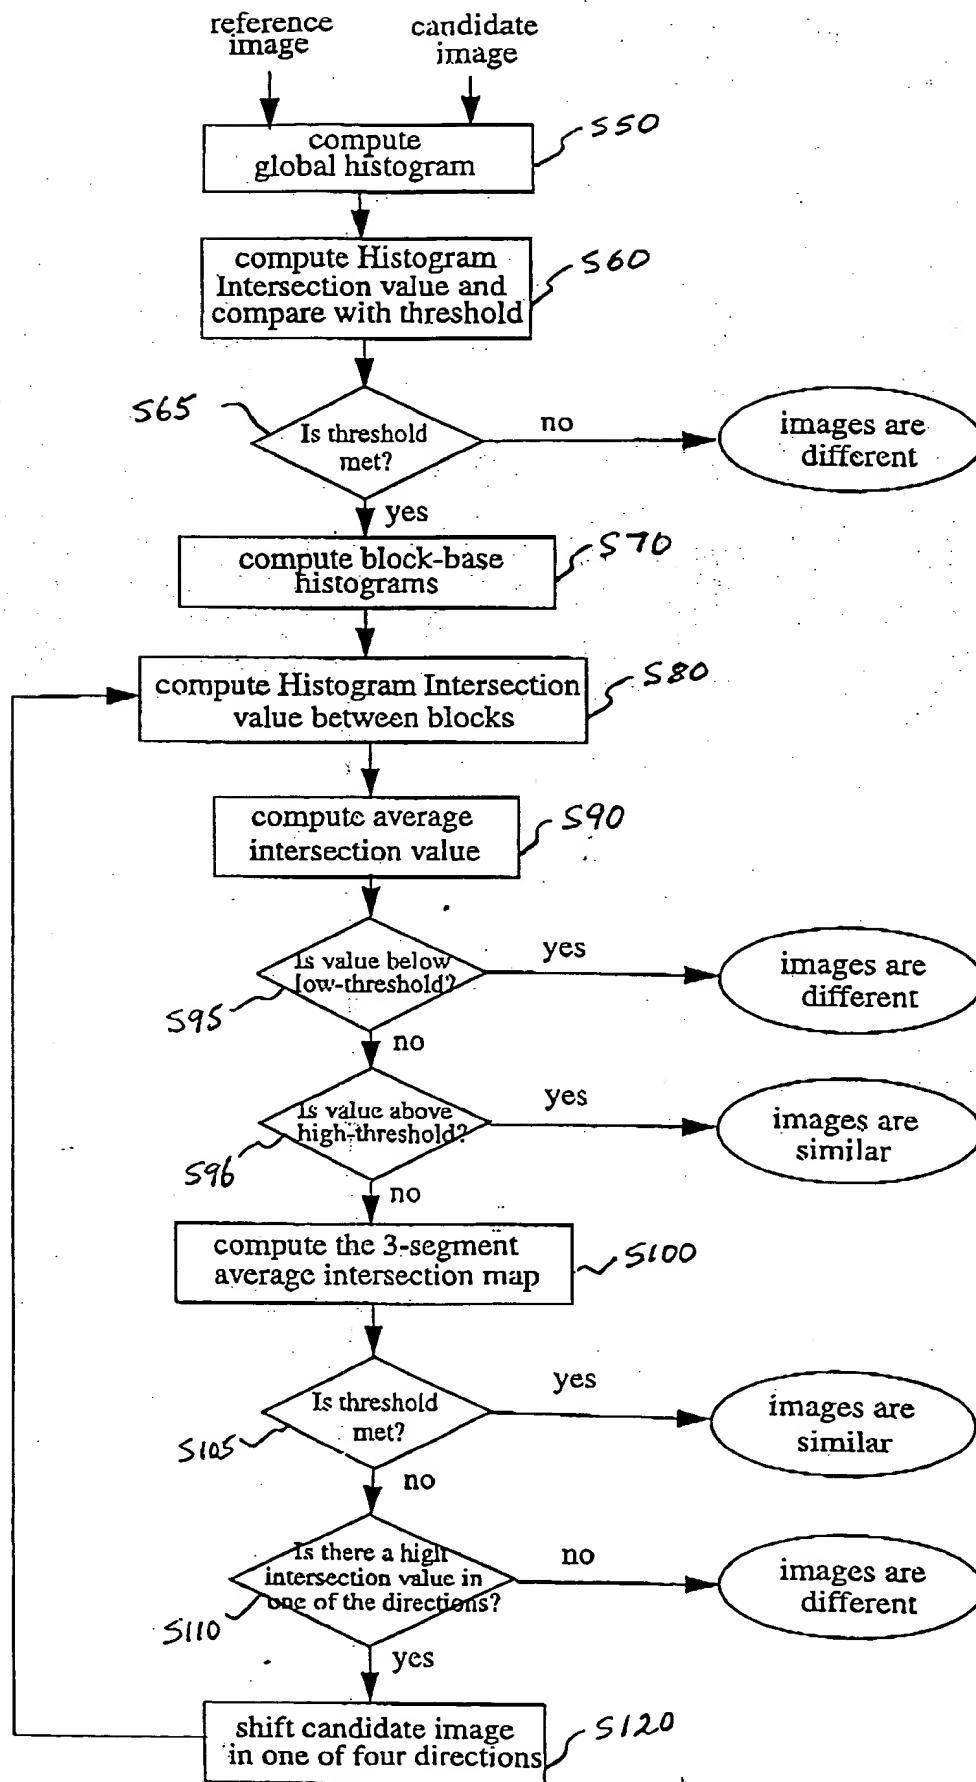 reference
image
candidate
image
compute
global histogram
S50
compute Histogram
Intersection value and
compare with threshold
S60
S65
Is threshold
met?
no
images are
different
yes
compute block-base
histograms
S70
compute Histogram Intersection
value between blocks
S80
compute average
intersection value
S90
Is value below
low-threshold?
S95
yes
images are
different
no
Is value above
high-threshold?
S96
yes
images are
similar
no
compute the 3-segment
average intersection map
S100
Is threshold
met?
S105
yes
images are
similar
no
Is there a high
intersection value in
one of the directions?
S110
no
images are
different
yes
shift candidate image
in one of four directions
S120